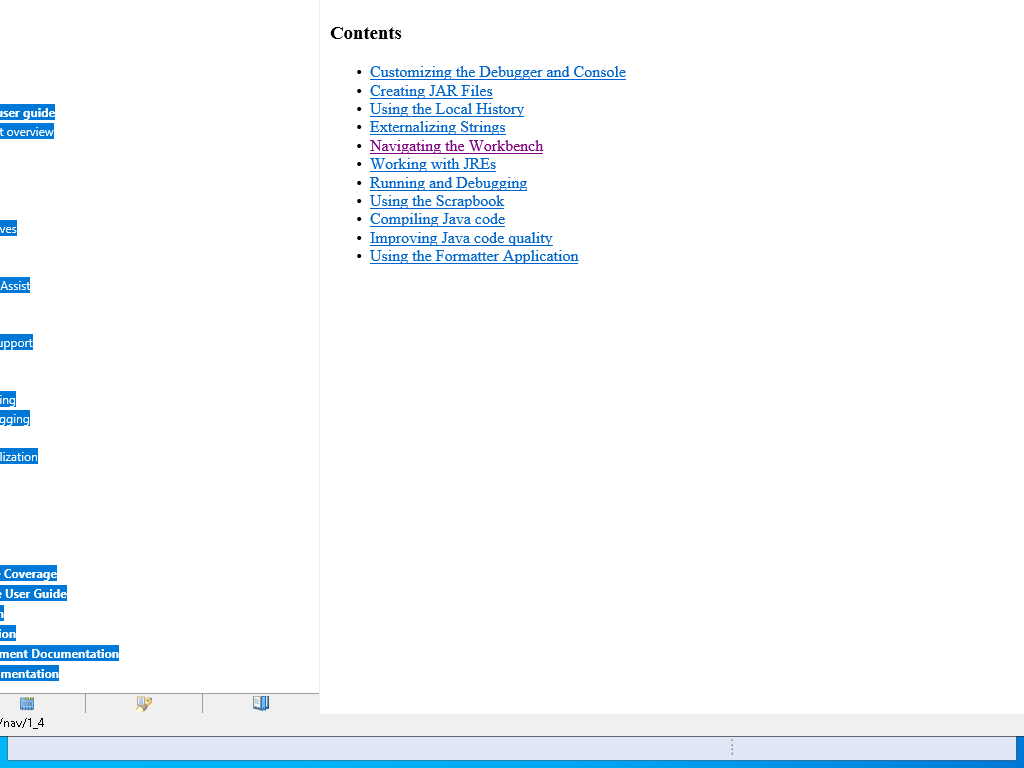 Contents
• Customizing the Debugger and Console
• Creating JAR Files
• Using the Local History
• Externalizing Strings
• Navigating the Workbench
• Working with JREs
• Running and Debugging
• Using the Scrapbook
• Compiling Java code
• Improving Java code quality
• Using the Formatter Application
user guide
t overview
ves
Assist
upport
ing
gging
lization
Coverage
e User Guide
n
ion
ment Documentation
mentation
/nav/1_4